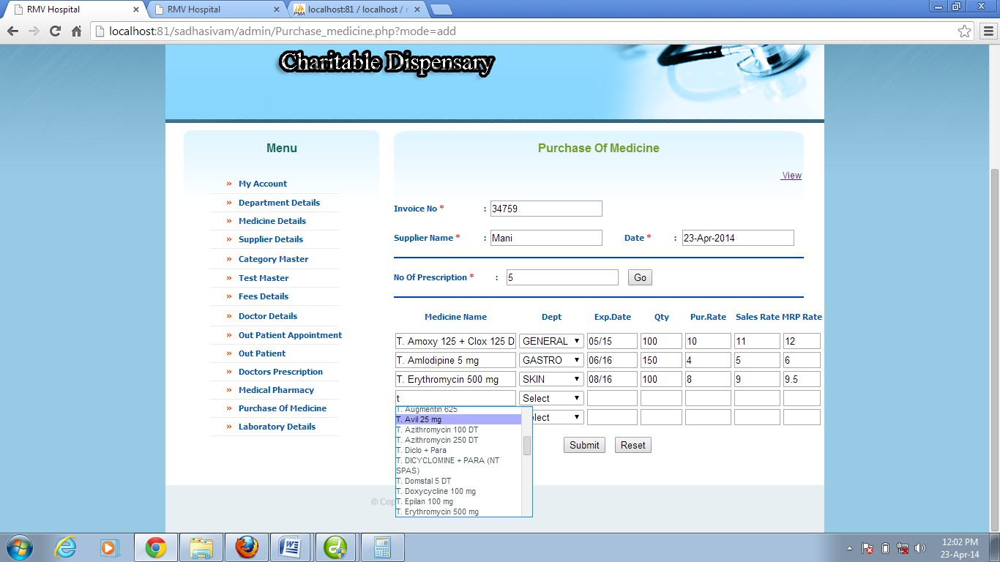 RMV Hospital
RMV Hospital
localhost:81 / localhost /
localhost:81/sadhasivam/admin/Purchase_medicine.php?mode=add
Charitable Dispensary
Menu
» My Account
» Department Details
» Medicine Details
» Supplier Details
» Category Master
» Test Master
» Fees Details
» Doctor Details
» Out Patient Appointment
» Out Patient
» Doctors Prescription
» Medical Pharmacy
» Purchase Of Medicine
» Laboratory Details
Purchase Of Medicine
View
Invoice No * : 34759
Supplier Name * : Mani Date * : 23-Apr-2014
No Of Prescription * : 5 Go
Medicine Name Dept Exp.Date Qty Pur.Rate Sales Rate MRP Rate
T. Amoxy 125 + Clox 125 D GENERAL 05/15 100 10 11 12
T. Amlodipine 5 mg GASTRO 06/16 150 4 5 6
T. Erythromycin 500 mg SKIN 08/16 100 8 9 9.5
t Select
elect
T. Augmentin 625
T. Avil 25 mg
T. Azithromycin 100 DT
T. Azithromycin 250 DT
T. Diclo + Para
T. DICYCLOMINE + PARA (NT
SPAS)
T. Domstal 5 DT
T. Doxycycline 100 mg
T. Epilan 100 mg
T. Erythromycin 500 mg
Submit Reset
© Cop
12:02 PM
23-Apr-14